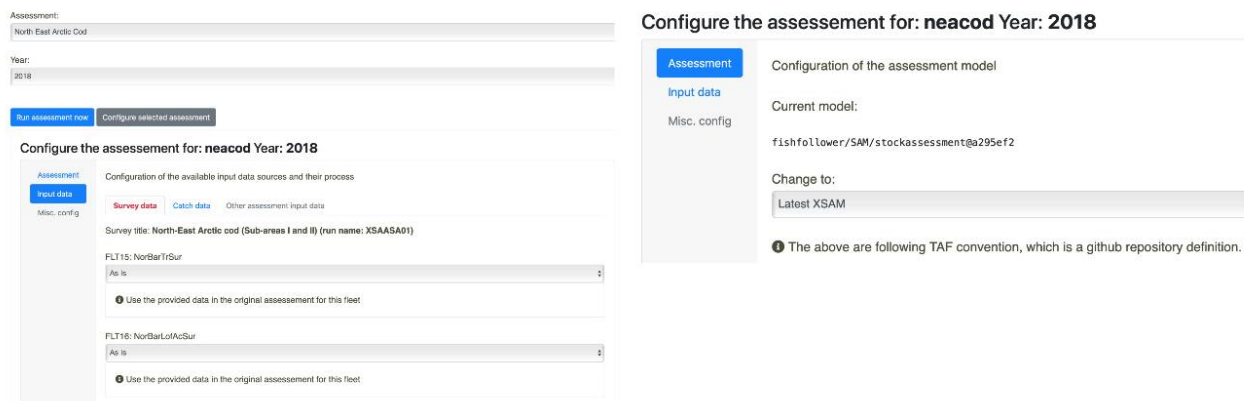 Assessment:
North East Arctic Cod
Year:
2018
Run assessment now
Configure selected assessment
Configure the assessement for: neacod Year: 2018
Assessment
Input data
Misc. config
Configuration of the available input data sources and their process
Survey data
Catch data
Other assessment input data
Survey title: North-East Arctic cod (Sub-areas I and II) (run name: XSAASA01)
FLT15: NorBarTrSur
As is
Use the provided data in the original assessement for this fleet
FLT16: NorBarLofAcSur
As is
Use the provided data in the original assessement for this fleet
Configure the assessement for: neacod Year: 2018
Assessment
Input data
Misc. config
Configuration of the assessment model
Current model:
fishfollower/SAM/stockassessment@a295ef2
Change to:
Latest XSAM
The above are following TAF convention, which is a github repository definition.